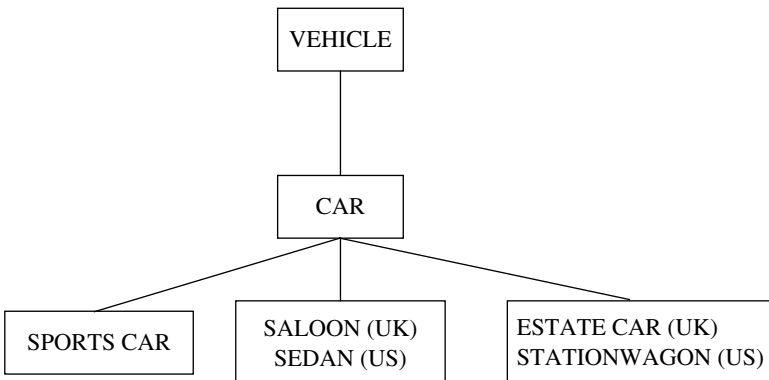 VEHICLE
CAR
SPORTS CAR
SALOON (UK)
SEDAN (US)
ESTATE CAR (UK)
STATIONWAGON (US)